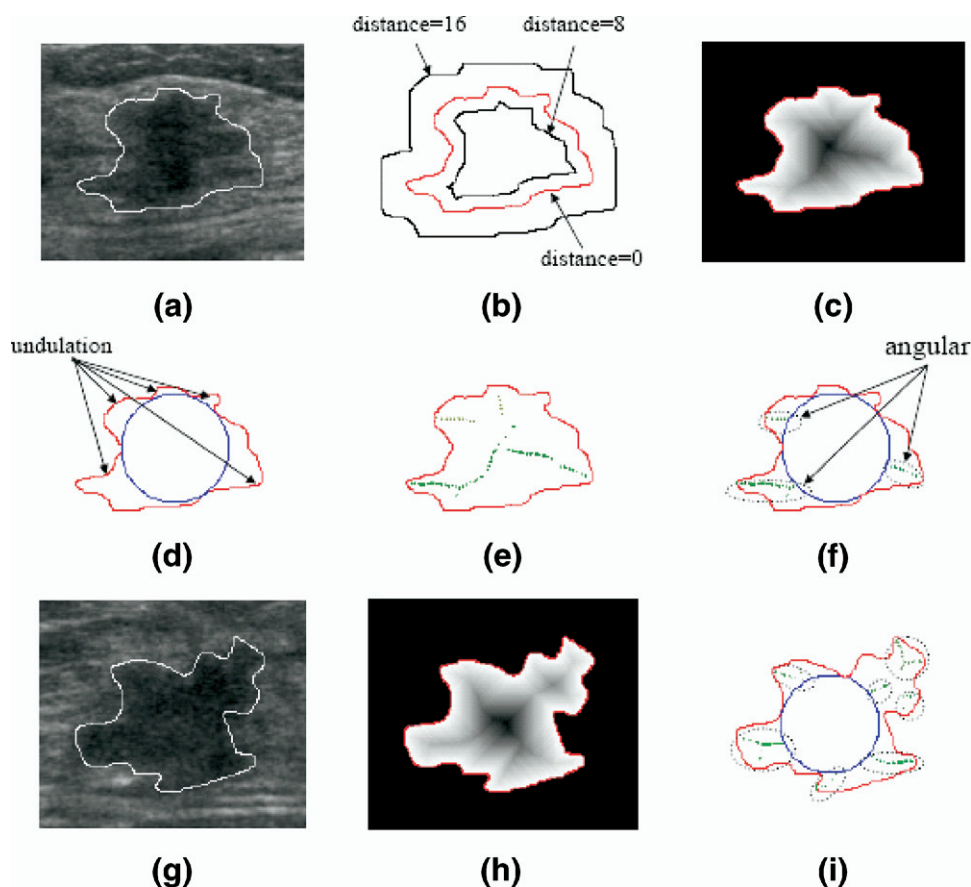 distance=16
distance=8
distance=0
(a)
(b)
(c)
undulation
angular
(d)
(e)
(f)
(g)
(h)
(i)